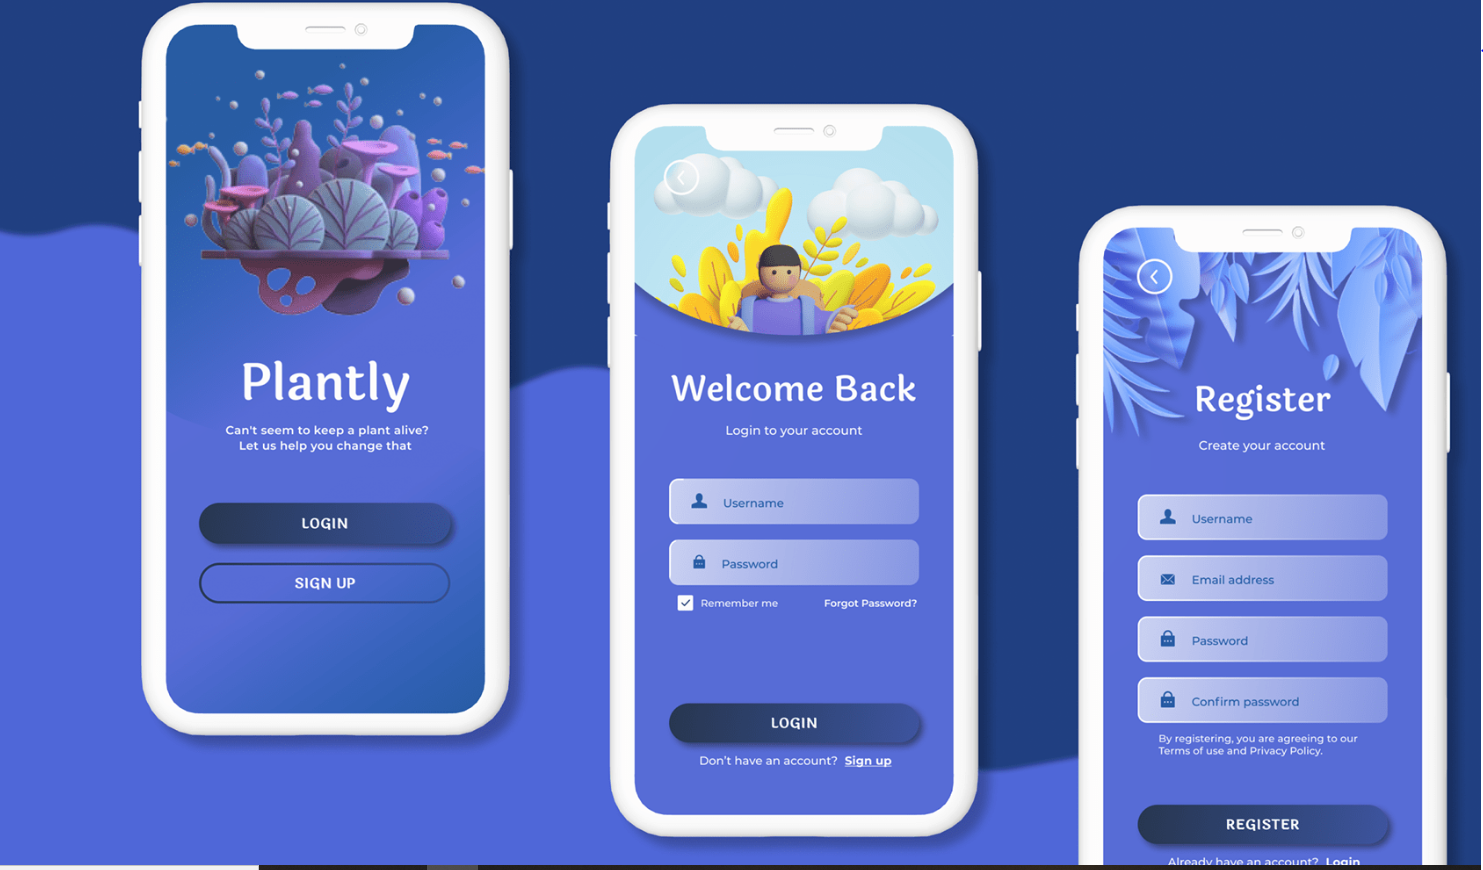 Plantly
Can't seem to keep a plant alive?
Let us help you change that
LOGIN
SIGN UP
Welcome Back
Login to your account
Username
Password
Remember me
Forgot Password?
LOGIN
Don't have an account? Sign up
Register
Create your account
Username
Email address
Password
Confirm password
By registering, you are agreeing to our
Terms of use and Privacy Policy.
REGISTER
Already have an account? Login